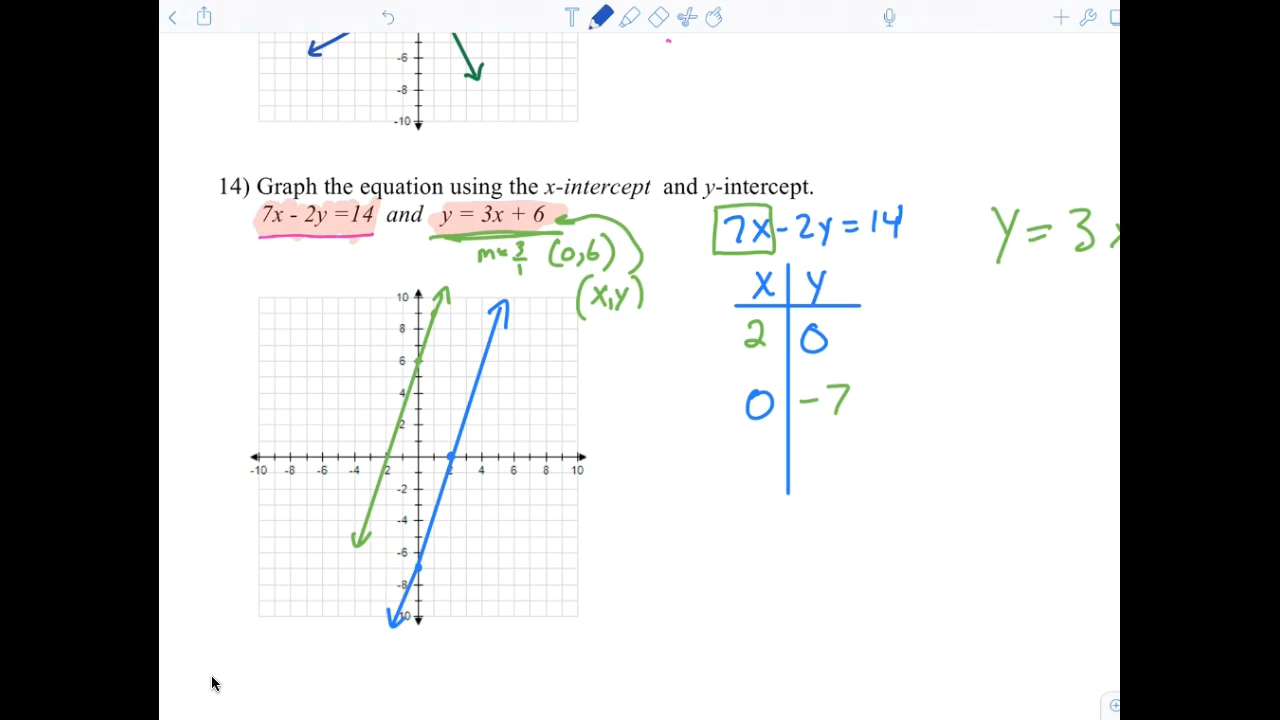 -6
-8
-10
14) Graph the equation using the x-intercept and y-intercept.
7x - 2y =14 and y = 3x + 6
7x - 2y = 14
y = 3x
m = 3/1 (0,6)
(x,y)
x y
2 0
0 -7
10
8
6
4
2
-10 -8 -6 -4 -2 2 4 6 8 10
-2
-4
-6
-8
-10